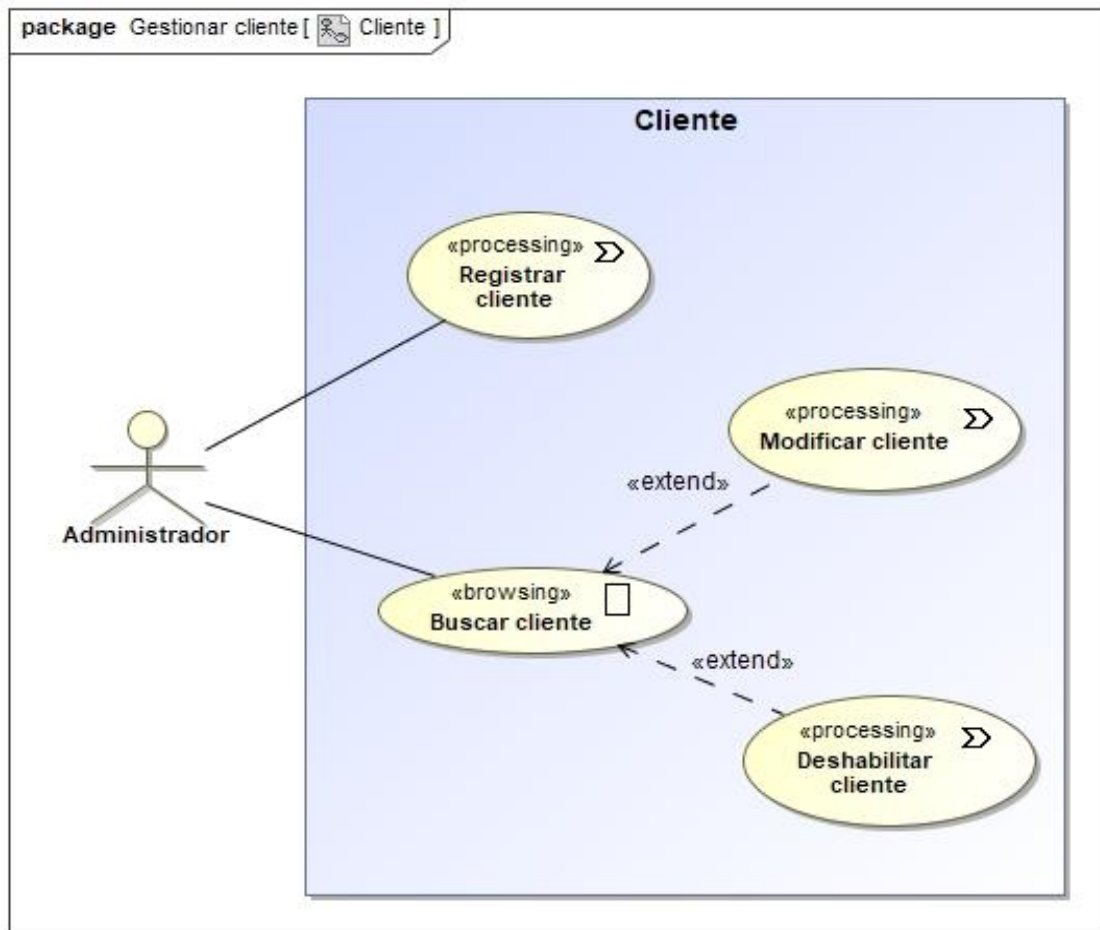 package Gestionar cliente [ Cliente ]
Cliente
«processing»
Registrar
cliente
«processing»
Modificar cliente
«extend»
Administrador
«browsing»
Buscar cliente
«extend»
«processing»
Deshabilitar
cliente